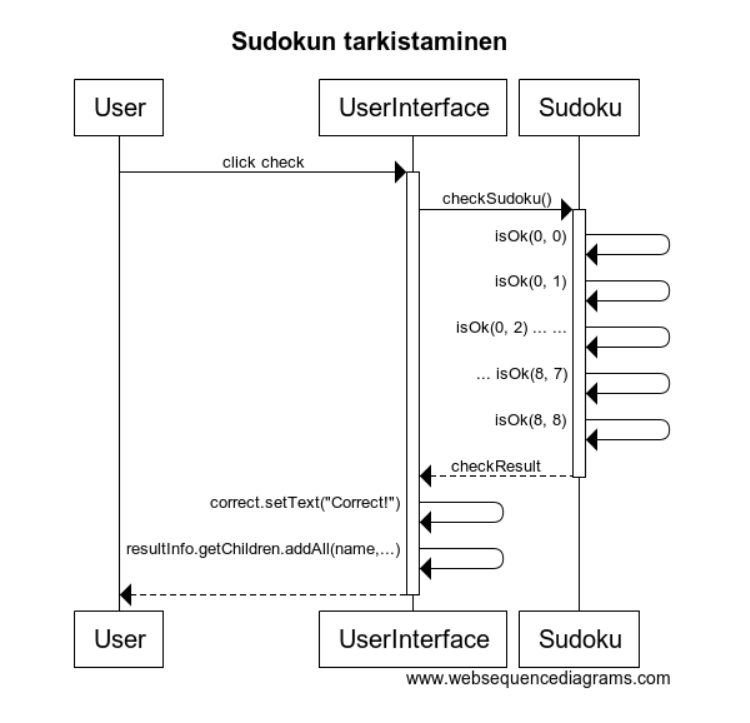 Sudokun tarkistaminen
User UserInterface Sudoku
click check
checkSudoku()
isOk(0, 0)
isOk(0, 1)
isOk(0, 2) ... ...
... isOk(8, 7)
isOk(8, 8)
checkResult
correct.setText("Correct!")
resultInfo.getChildren.addAll(name,...)
User UserInterface Sudoku
www.websequencediagrams.com